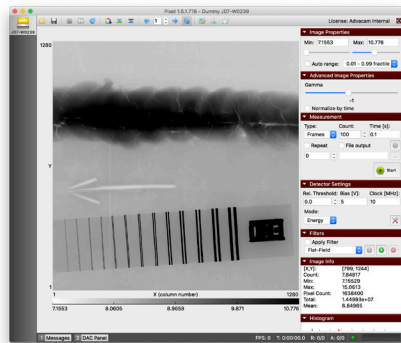 Pixet 1.5.1.718 - Dummy J07-W0239
License: Advacam Internal
J07-W0239
Image Properties
Min: 7.1553 Max: 10.776
Auto range: 0.01 - 0.99 fractile
Advanced Image Properties
Gamma
-1
Normalize by time
Measurement
Type: Count: Time [s]:
Frames 100 0.1
Repeat File output
0
Start
Detector Settings
Rel. Threshold: Bias [V]: Clock [MHz]:
0.0 5 10
Mode:
Energy
Filters
Apply Filter
Flat-Field
Image Info
[X,Y]: [799, 1244]
Count: 7.84817
Min: 7.15529
Max: 15.0613
Pixel Count: 1638400
Total: 1.44993e+07
Mean: 8.84965
Histogram
1280
Y
1
1 X (column number) 1280
7.1553 8.0605 8.9658 9.871 10.776
1 Messages 2 DAC Panel
FPS: 0 T: 0:00:00.0 R: 0/0 A: 0/0